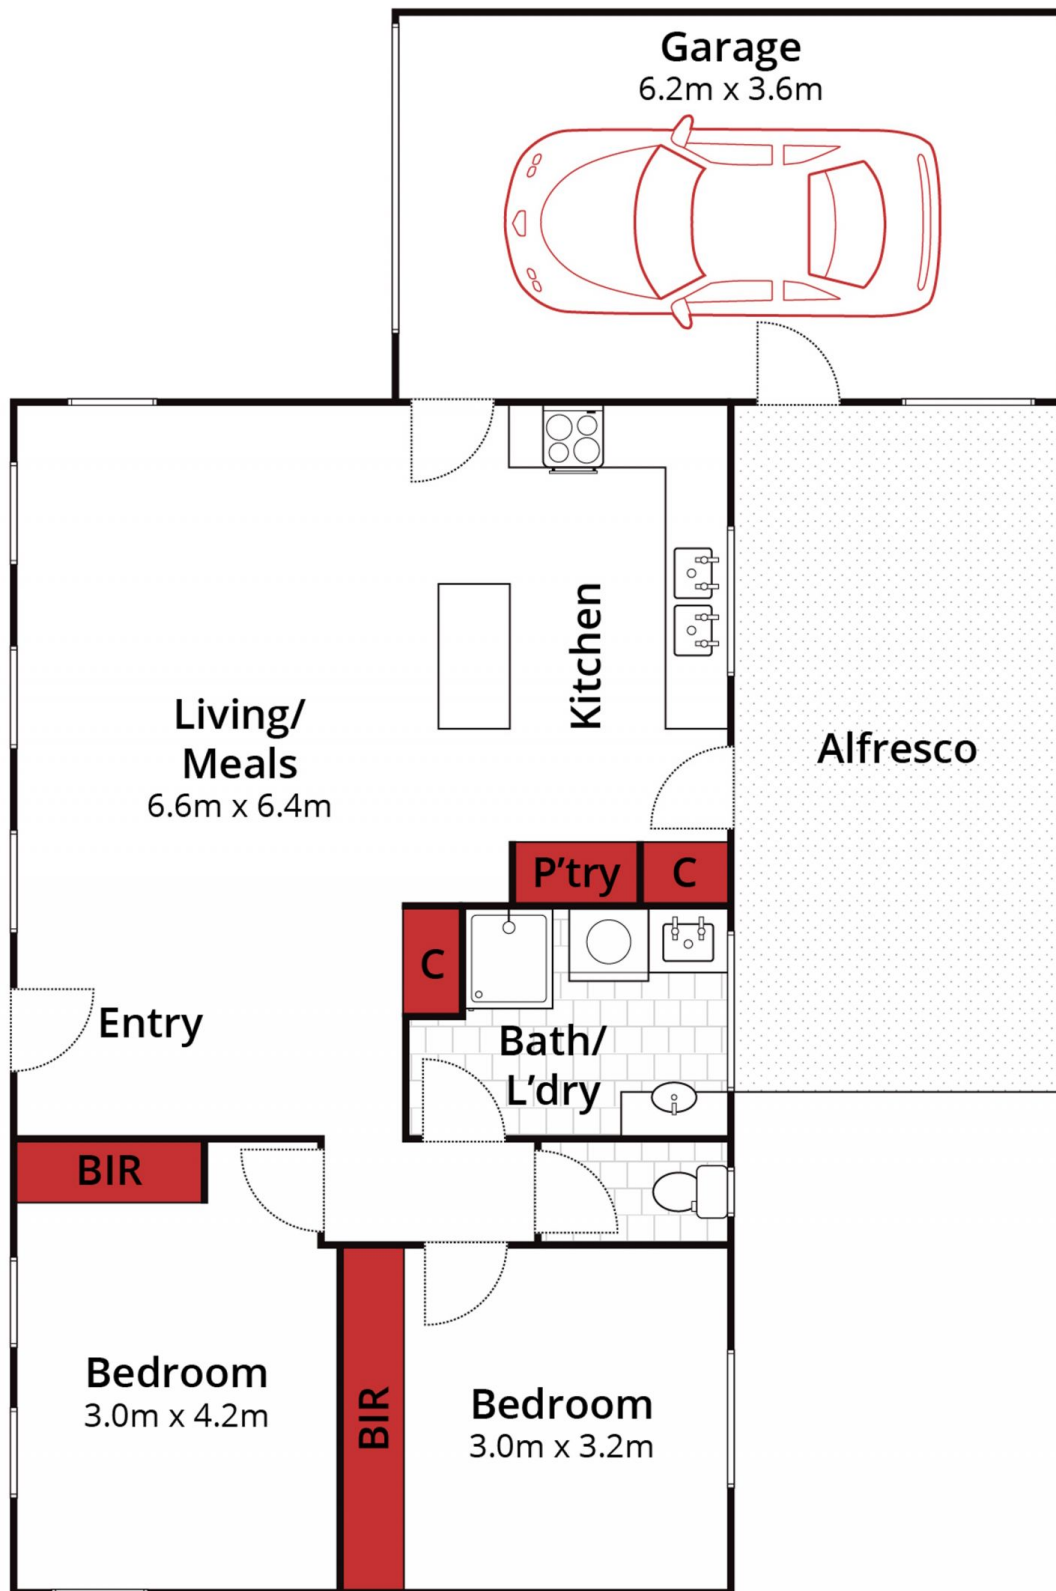 Garage
6.2m x 3.6m
Kitchen
Living/
Meals
6.6m x 6.4m
Alfresco
P'try
C
C
Entry
Bath/
L'dry
BIR
Bedroom
3.0m x 4.2m
BIR
Bedroom
3.0m x 3.2m